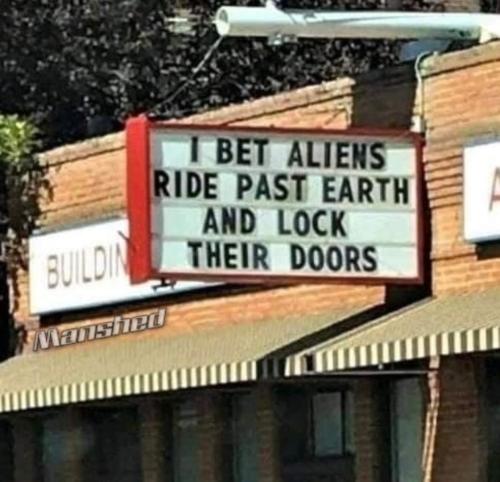 I BET ALIENS
RIDE PAST EARTH
AND LOCK
THEIR DOORS
BUILDIN
Manshed